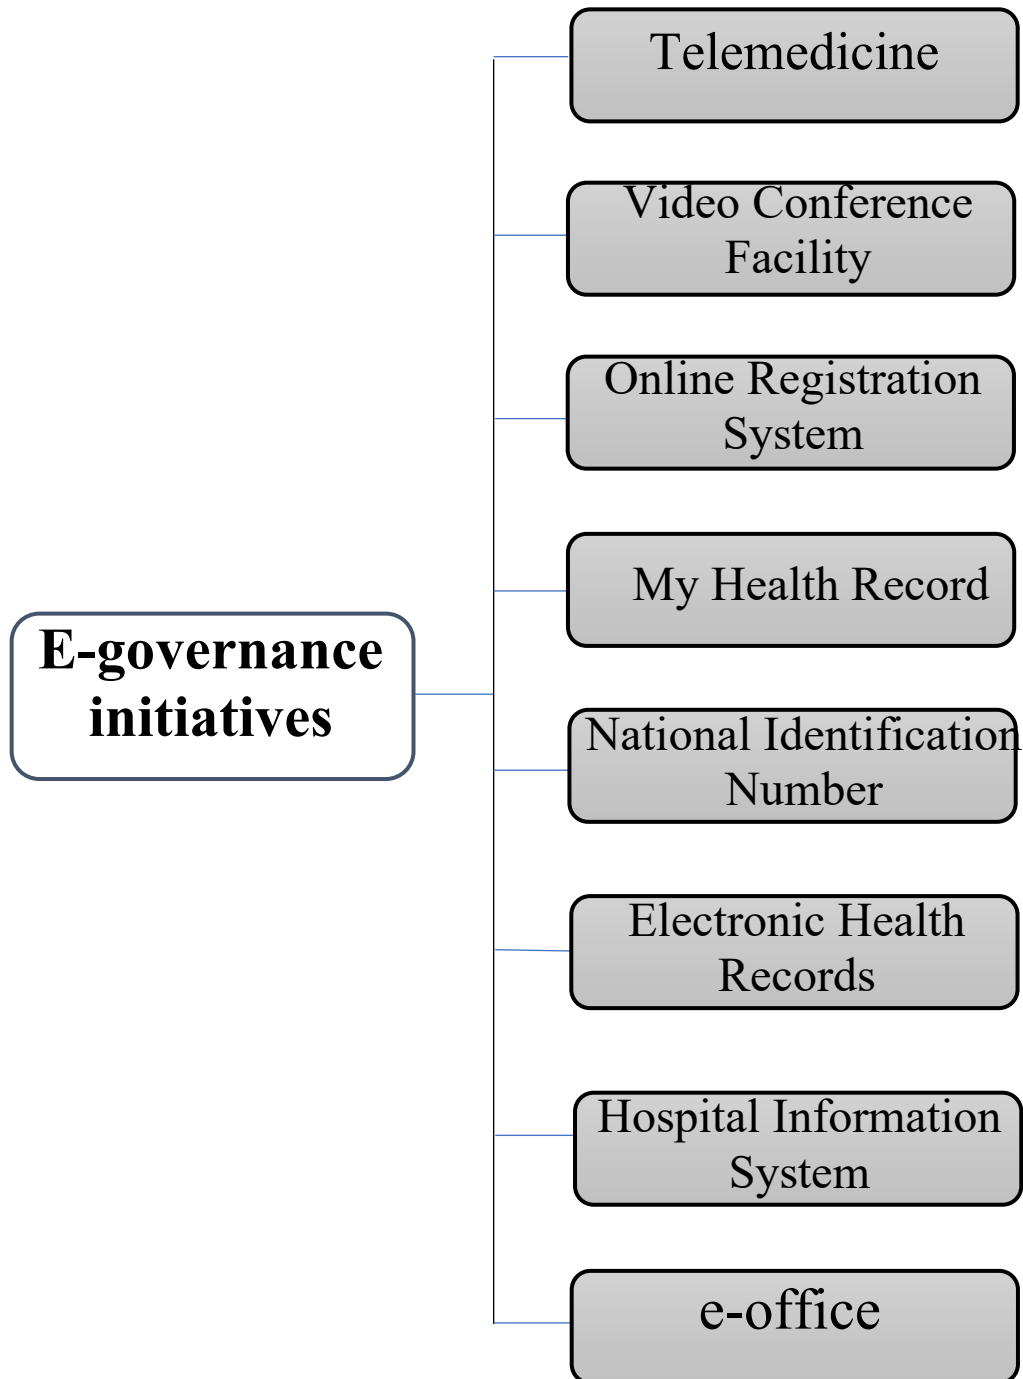 Telemedicine
Video Conference
Facility
Online Registration
System
My Health Record
E-governance
initiatives
National Identification
Number
Electronic Health
Records
Hospital Information
System
e-office